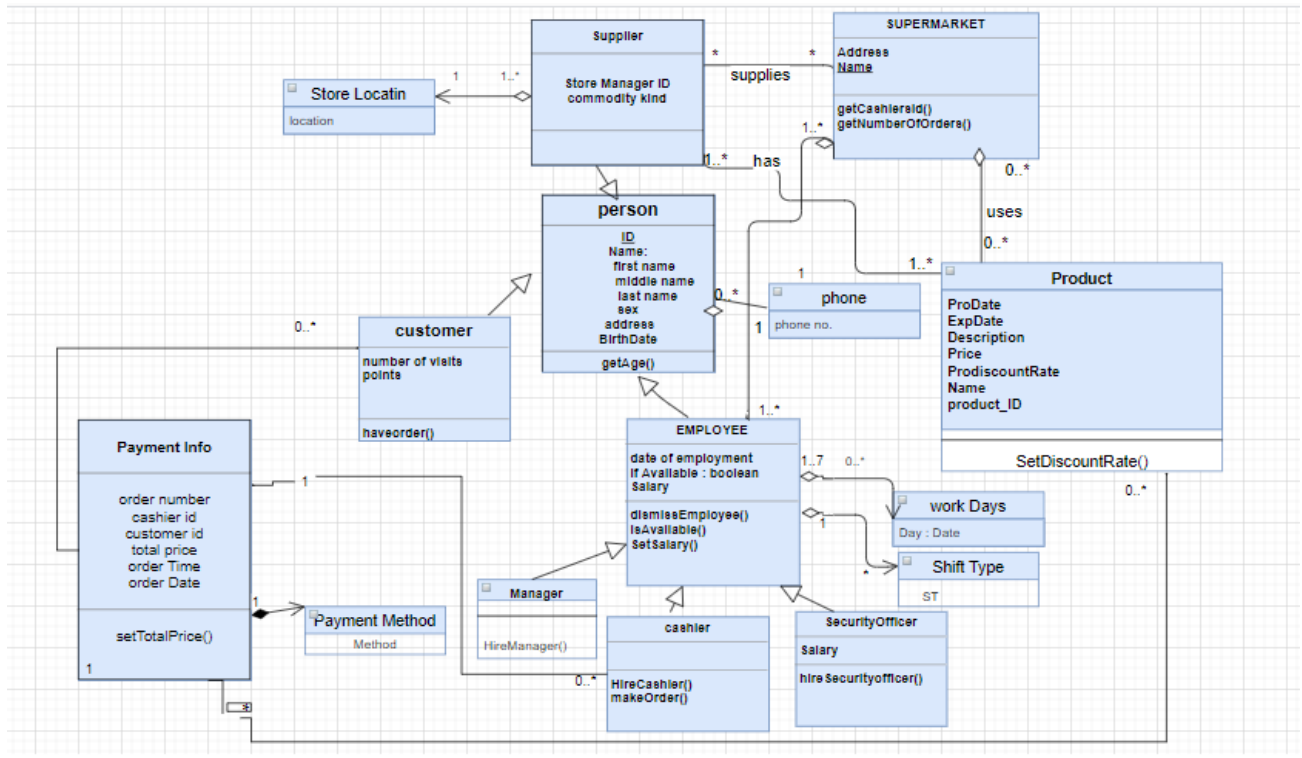 Supplier
Store Manager ID
commodity kind
SUPERMARKET
Address
Name
getCashiersId()
getNumberOfOrders()
*
*
supplies
Store Locatin
location
1
1..*
1..*
1..*
has
0..*
uses
0..*
1..*
person
ID
Name:
first name
middle name
last name
sex
address
BirthDate
getAge()
0..*
1
phone
phone no.
1
1..*
Product
ProDate
ExpDate
Description
Price
ProdiscountRate
Name
product_ID
SetDiscountRate()
0..*
0..*
customer
number of visits
points
haveorder()
Payment Info
order number
cashier id
customer id
total price
order Time
order Date
setTotalPrice()
1
1
1
*
Payment Method
Method
EMPLOYEE
date of employment
if Available : boolean
Salary
dismissEmployee()
isAvailable()
SetSalary()
1..7
0..*
work Days
Day : Date
1
*
Shift Type
ST
Manager
HireManager()
cashier
HireCashier()
makeOrder()
0..*
SecurityOfficer
Salary
hireSecurityofficer()